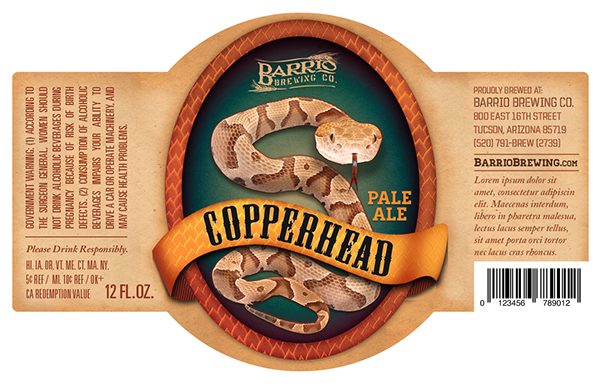 GOVERNMENT WARNING: (1) ACCORDING TO
THE SURGEON GENERAL, WOMEN SHOULD
NOT DRINK ALCOHOLIC BEVERAGES DURING
PREGNANCY BECAUSE OF RISK OF BIRTH
DEFECTS. (2) CONSUMPTION OF ALCOHOLIC
BEVERAGES IMPAIRS YOUR ABILITY TO
DRIVE A CAR OR OPERATE MACHINERY, AND
MAY CAUSE HEALTH PROBLEMS.
Please Drink Responsibly.
HI, IA, OR, VT, ME, CT, MA, NY,
5¢ REF / MI, 10¢ REF / OK+
CA REDEMPTION VALUE 12 FL.OZ.
BARRIO
BREWING CO.
PALE
ALE
COPPERHEAD
PROUDLY BREWED AT:
BARRIO BREWING CO.
800 EAST 16TH STREET
TUCSON, ARIZONA 85719
(520) 791-BREW (2739)
BARRIOBREWING.COM
Lorem ipsum dolor sit
amet, consectetur adipiscin
elit. Maecenas interdum,
libero in pharetra malesua,
lectus lacus semper tellus,
sit amet porta orci tortor
nec lacus cras rhoncus.
0 123456 789012